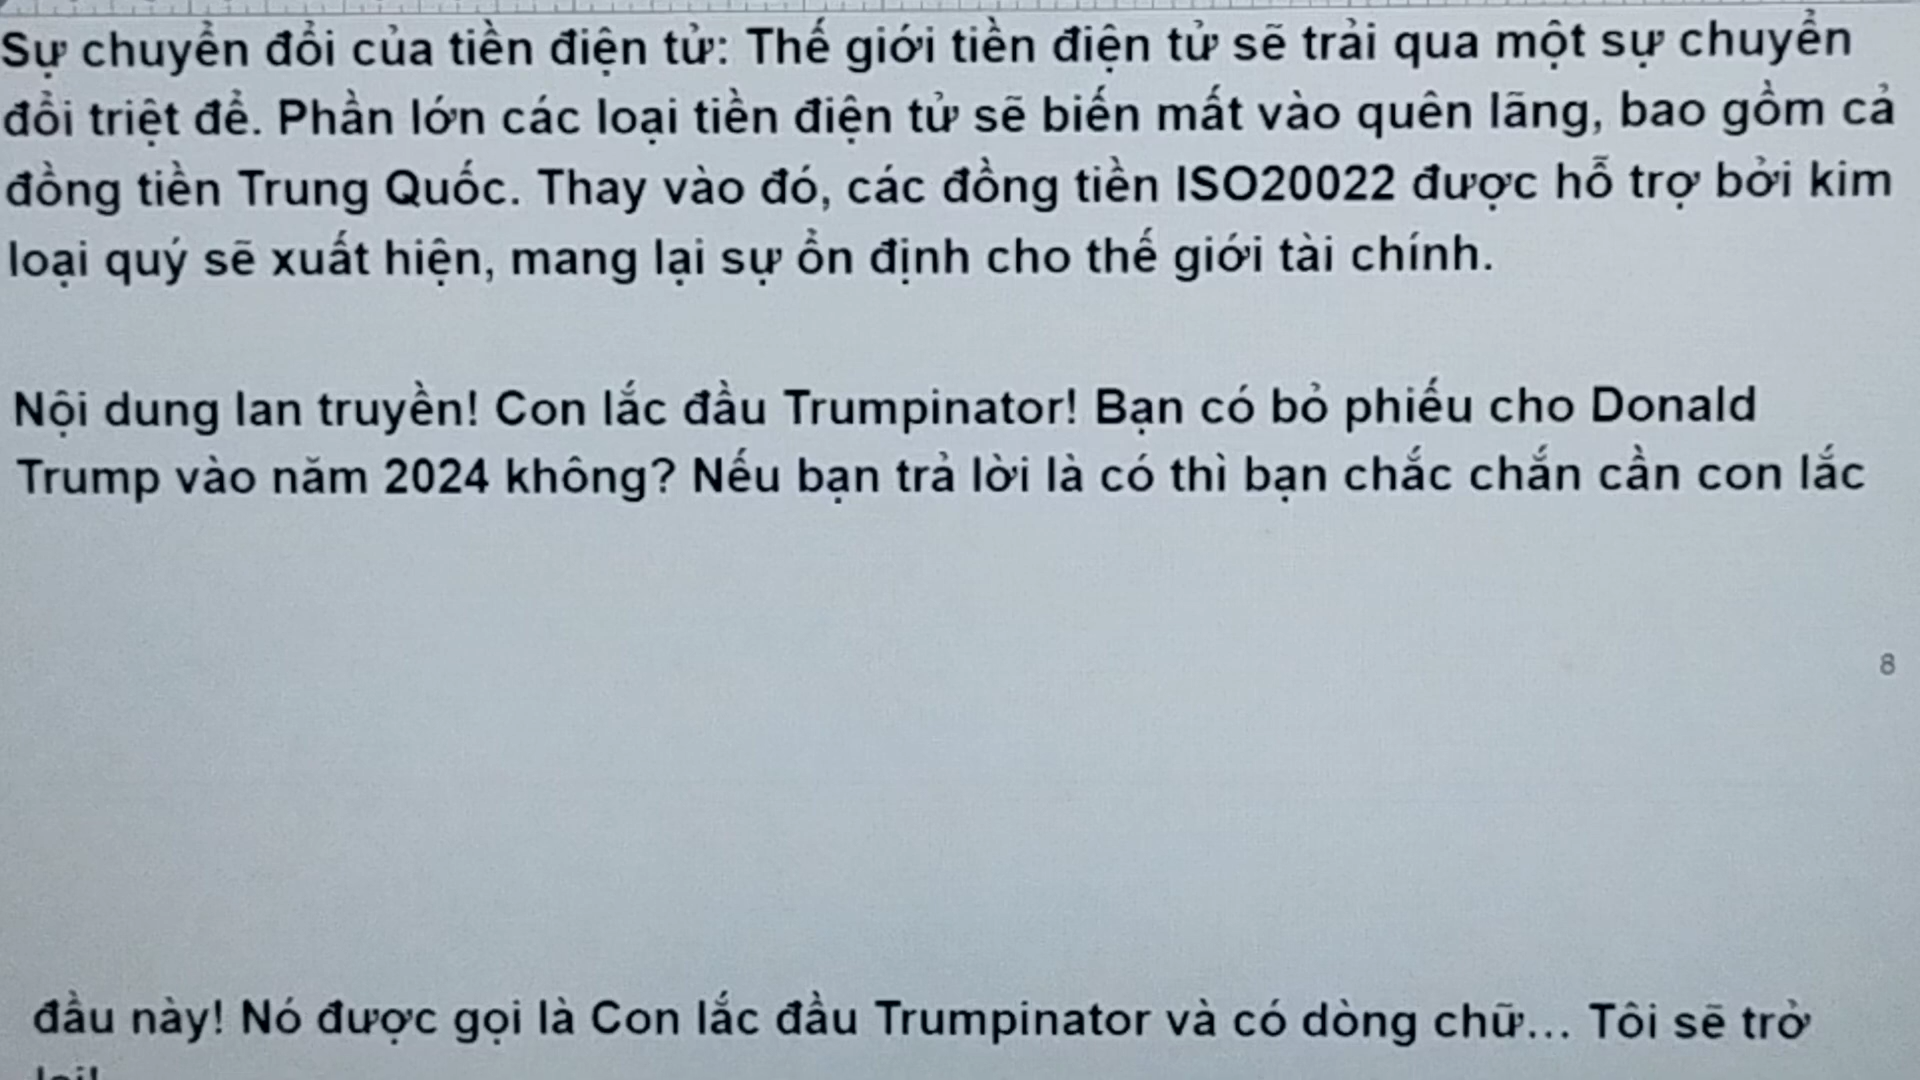 Sự chuyển đổi của tiền điện tử: Thế giới tiền điện tử sẽ trải qua một sự chuyển
đổi triệt để. Phần lớn các loại tiền điện tử sẽ biến mất vào quên lãng, bao gồm cả
đồng tiền Trung Quốc. Thay vào đó, các đồng tiền ISO20022 được hỗ trợ bởi kim
loại quý sẽ xuất hiện, mang lại sự ổn định cho thế giới tài chính.
Nội dung lan truyền! Con lắc đầu Trumpinator! Bạn có bỏ phiếu cho Donald
Trump vào năm 2024 không? Nếu bạn trả lời là có thì bạn chắc chắn cần con lắc
8
đầu này! Nó được gọi là Con lắc đầu Trumpinator và có dòng chữ... Tôi sẽ trở